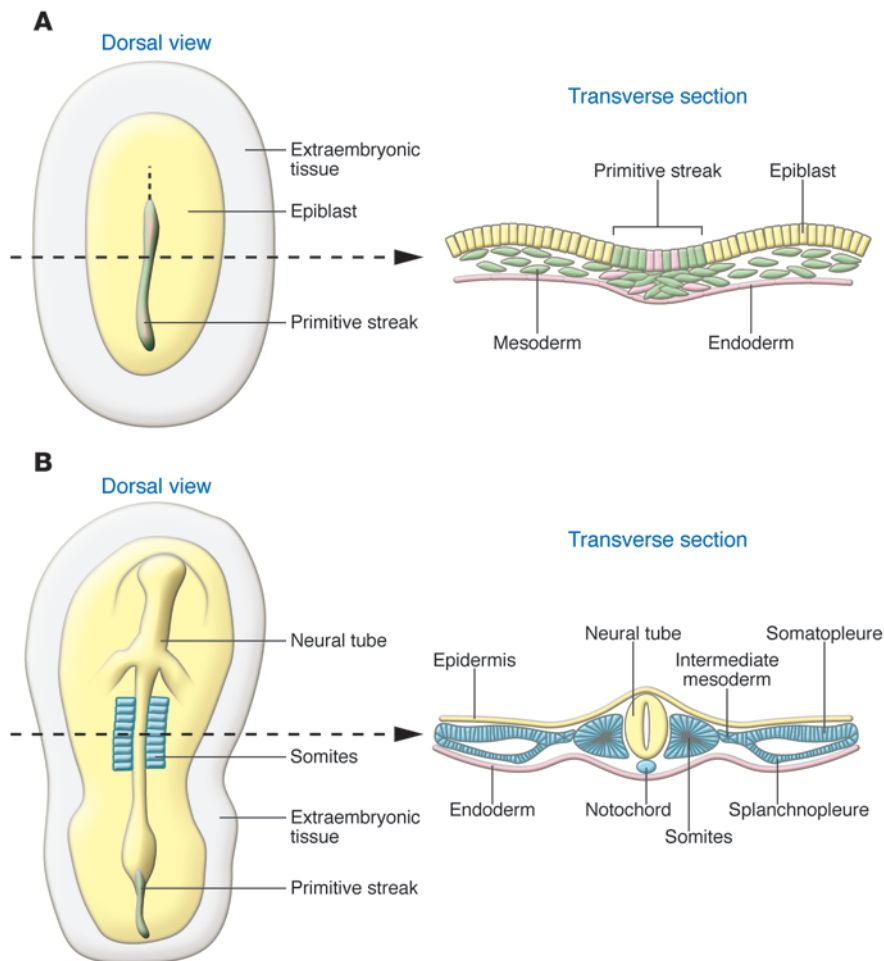 A
Dorsal view
Transverse section
Extraembryonic
tissue
Epiblast
Primitive streak
Primitive streak
Epiblast
Mesoderm
Endoderm
B
Dorsal view
Transverse section
Neural tube
Somites
Extraembryonic
tissue
Primitive streak
Neural tube
Somatopleure
Epidermis
Intermediate
mesoderm
Endoderm
Notochord
Splanchnopleure
Somites